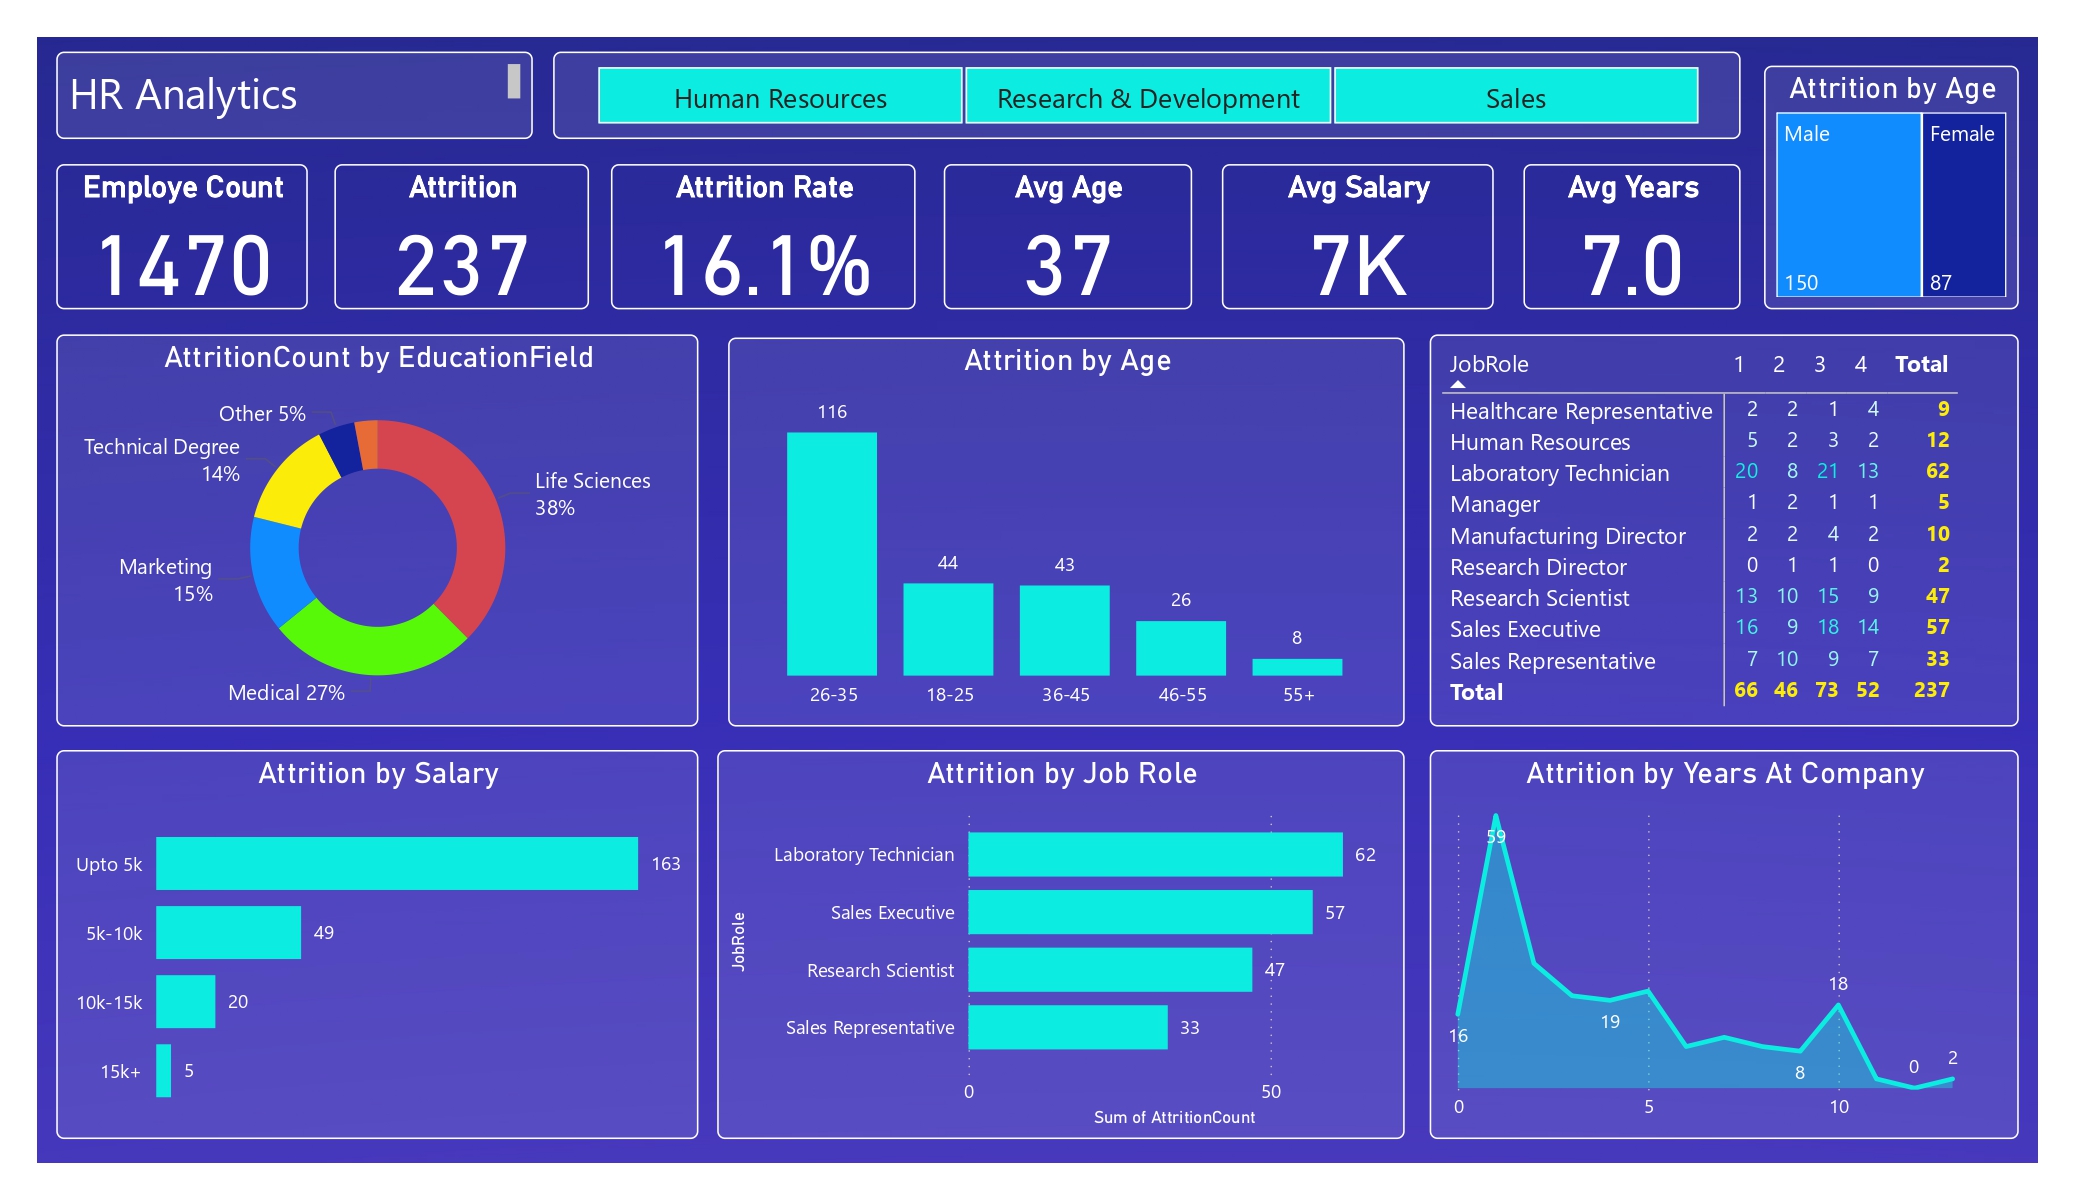 HR Analytics
Human Resources
Research & Development
Sales
Attrition by Age
Male
Female
150
87
Employe Count
1470
Attrition
237
Attrition Rate
16.1%
Avg Age
37
Avg Salary
7K
Avg Years
7.0
AttritionCount by EducationField
Other 5%
Technical Degree
14%
Life Sciences
38%
Marketing
15%
Medical 27%
Attrition by Age
116
44
43
26
8
26-35 18-25 36-45 46-55 55+
JobRole 1 2 3 4 Total
Healthcare Representative 2 2 1 4 9
Human Resources 5 2 3 2 12
Laboratory Technician 20 8 21 13 62
Manager 1 2 1 1 5
Manufacturing Director 2 2 4 2 10
Research Director 0 1 1 0 2
Research Scientist 13 10 15 9 47
Sales Executive 16 9 18 14 57
Sales Representative 7 10 9 7 33
Total 66 46 73 52 237
Attrition by Salary
Upto 5k 163
5k-10k 49
10k-15k 20
15k+ 5
Attrition by Job Role
JobRole
Laboratory Technician 62
Sales Executive 57
Research Scientist 47
Sales Representative 33
0 50
Sum of AttritionCount
Attrition by Years At Company
59
18
19
16
0
2
8
0 5 10